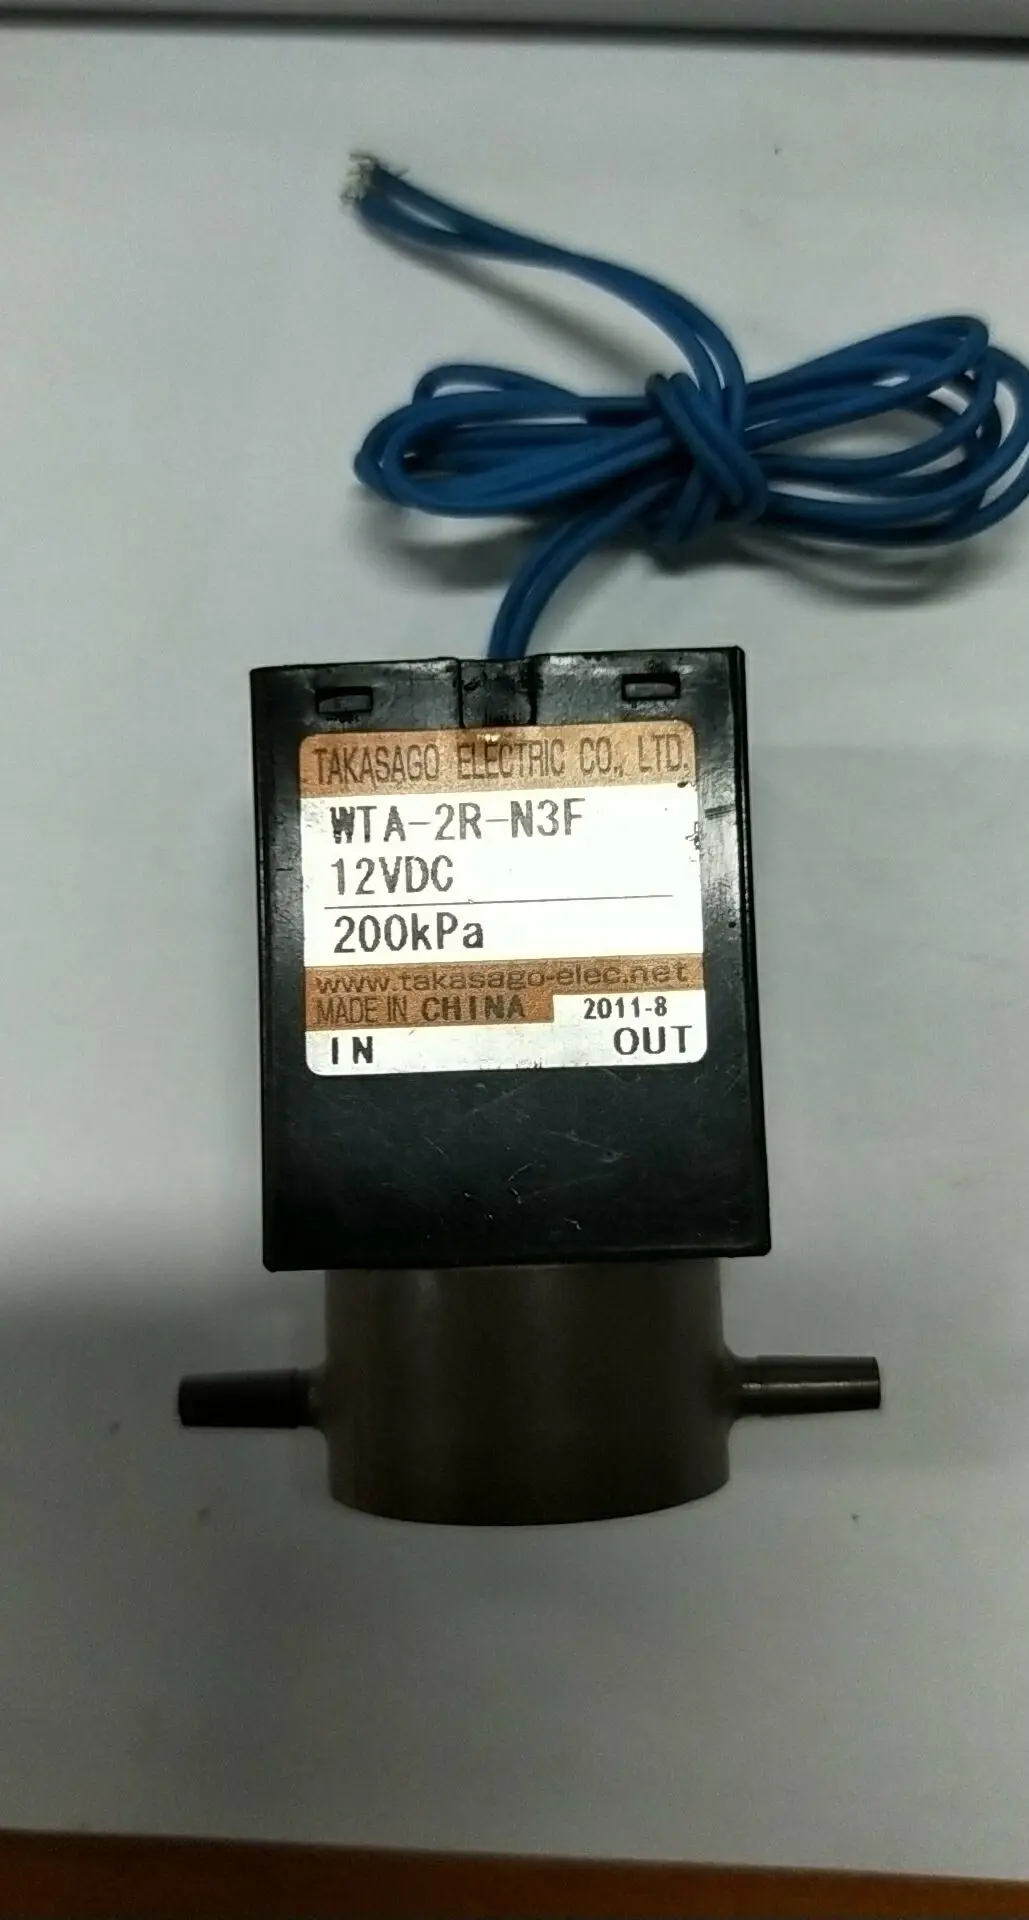 TAKASAGO ELECTRIC CO., LTD.
WTA-2R-N3F
12VDC
200kPa
www.takasago-elec.net
MADE IN CHINA 2011-8
IN OUT